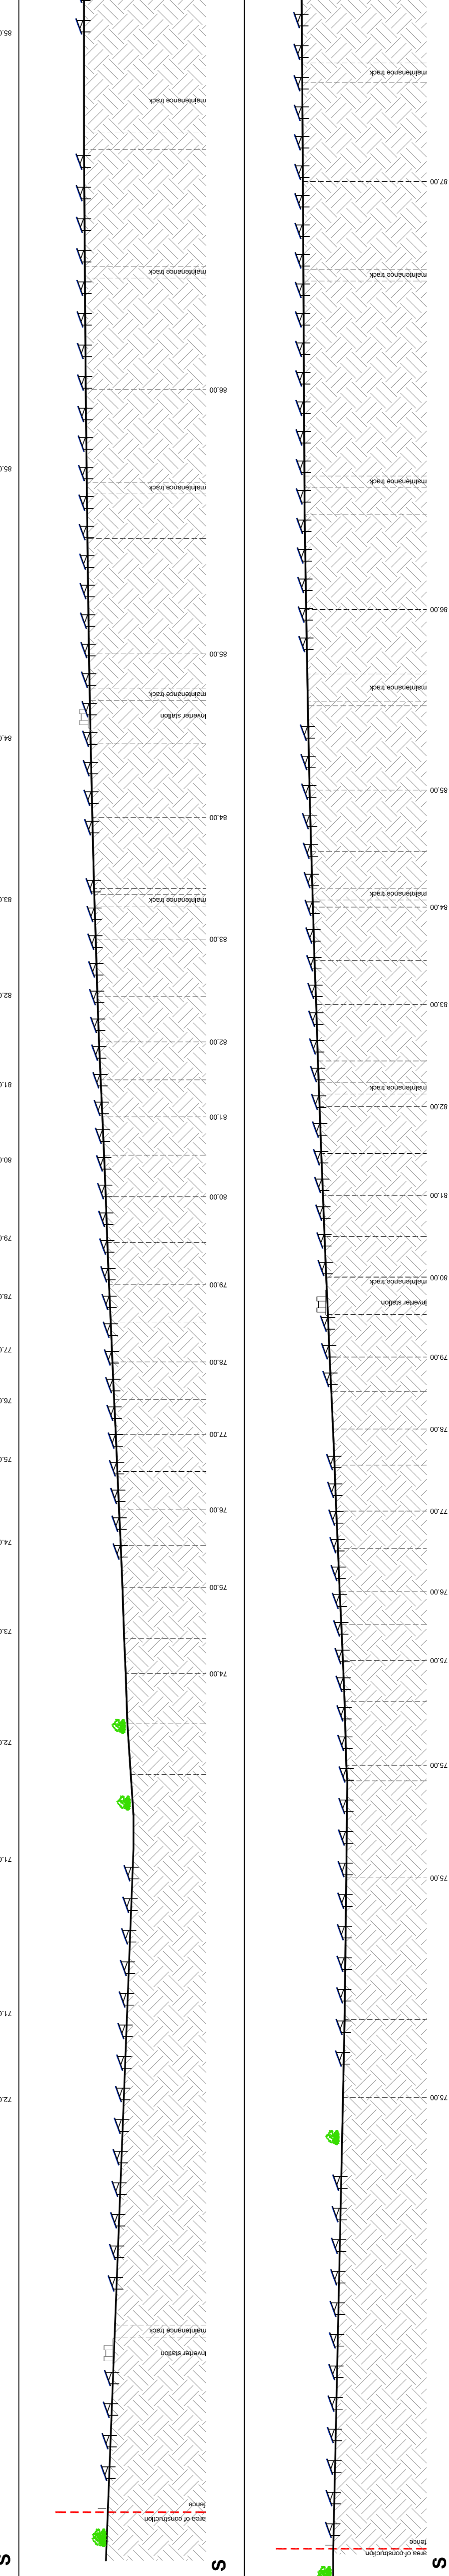 85,0
85,0
84,0
83,0
82,0
81,0
80,0
79,0
78,0
77,0
76,0
75,0
74,0
73,0
72,0
71,0
71,0
72,0
S
maintenance track
maintenance track
86,00
maintenance track
85,00
maintenance track
Inverter station
84,00
maintenance track
83,00
82,00
81,00
80,00
79,00
78,00
77,00
76,00
75,00
74,00
maintenance track
Inverter station
fence
area of construction
S
maintenance track
87,00
maintenance track
maintenance track
86,00
maintenance track
85,00
maintenance track
84,00
83,00
maintenance track
82,00
81,00
80,00
maintenance track
Inverter station
79,00
78,00
77,00
76,00
75,00
75,00
75,00
75,00
fence
area of construction
S